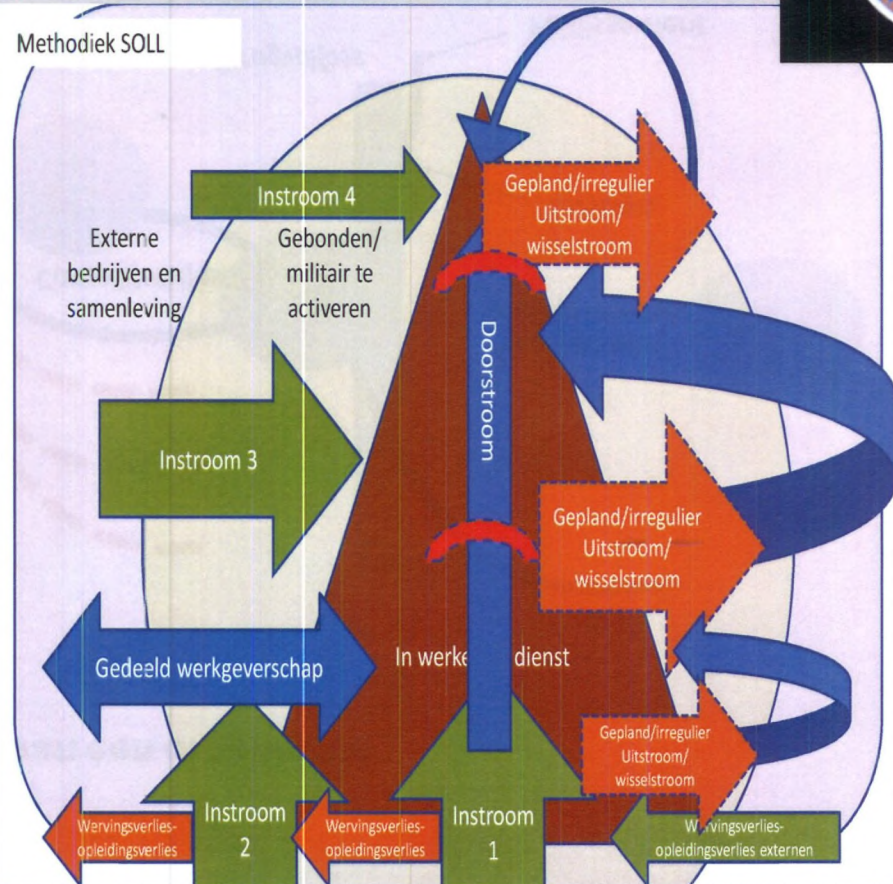 Methodiek SOLL
Instroom 4
Gepland/irregulier
Uitstroom/
wisselstroom
Externe
bedrijven en
samenleving
Gebonden/
militair te
activeren
Doorstroom
Instroom 3
Gepland/irregulier
Uitstroom/
wisselstroom
Gedeeld werkgeverschap
In werke dienst
Gepland/irregulier
Uitstroom/
wisselstroom
Wervingsverlies-
opleidingsverlies
Instroom
2
Wervingsverlies-
opleidingsverlies
Instroom
1
Wervingsverlies-
opleidingsverlies externen